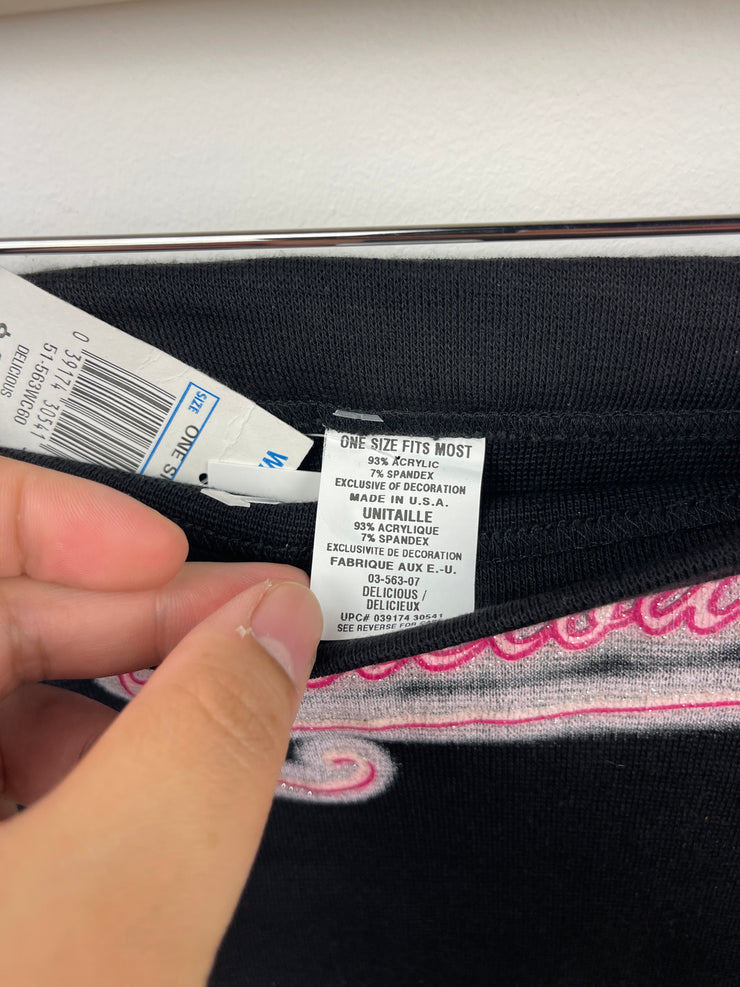 ONE SIZE FITS MOST
93% ACRYLIC
7% SPANDEX
EXCLUSIVE OF DECORATION
MADE IN U.S.A.
UNITAILLE
93% ACRYLIQUE
7% SPANDEX
EXCLUSIVITE DE DECORATION
FABRIQUE AUX E.-U.
03-563-07
DELICIOUS /
DELICIEUX
UPC# 039174 30541
SEE REVERSE FOR
0 39174 30541
51-563WZ60
DELICIOUS
SIZE
ONE